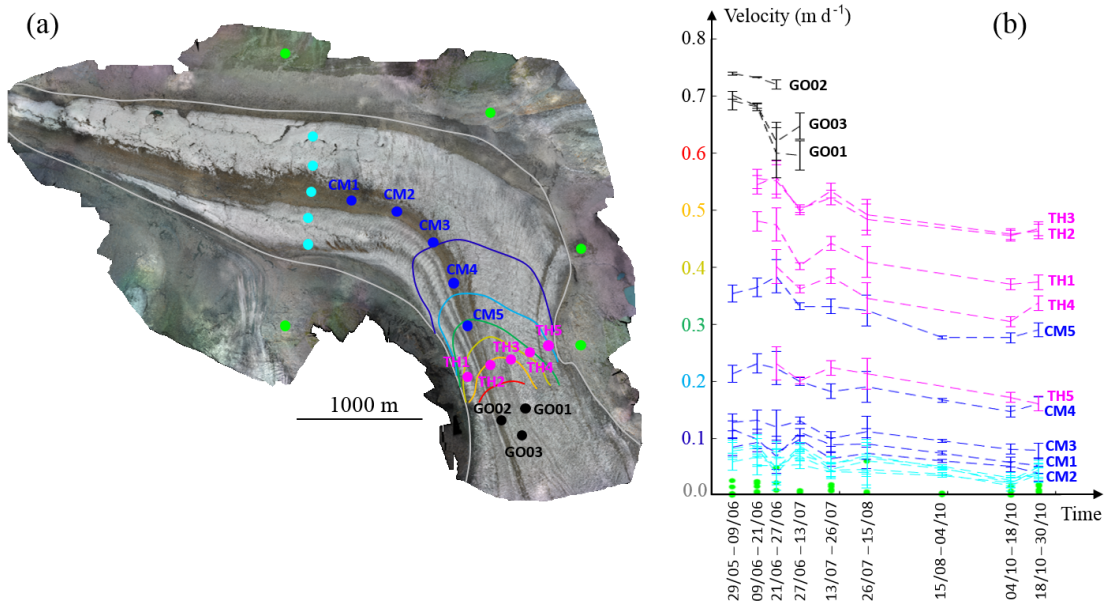 (a)
CM1
CM2
CM3
CM4
CM5
TH1
TH2
TH3
TH4
TH3
GO02
GO01
GO03
1000 m
Velocity (m d⁻¹)
(b)
0.8
0.7
0.6
0.5
0.4
0.3
0.2
0.1
0.0
GO02
GO03
GO01
TH3
TH2
TH1
TH4
CM5
TH5
CM4
CM3
CM1
CM2
Time
29/05 – 09/06
09/06 – 21/06
21/06 – 27/06
27/06 – 13/07
13/07 – 26/07
26/07 – 15/08
15/08 – 04/10
04/10 – 18/10
18/10 – 30/10